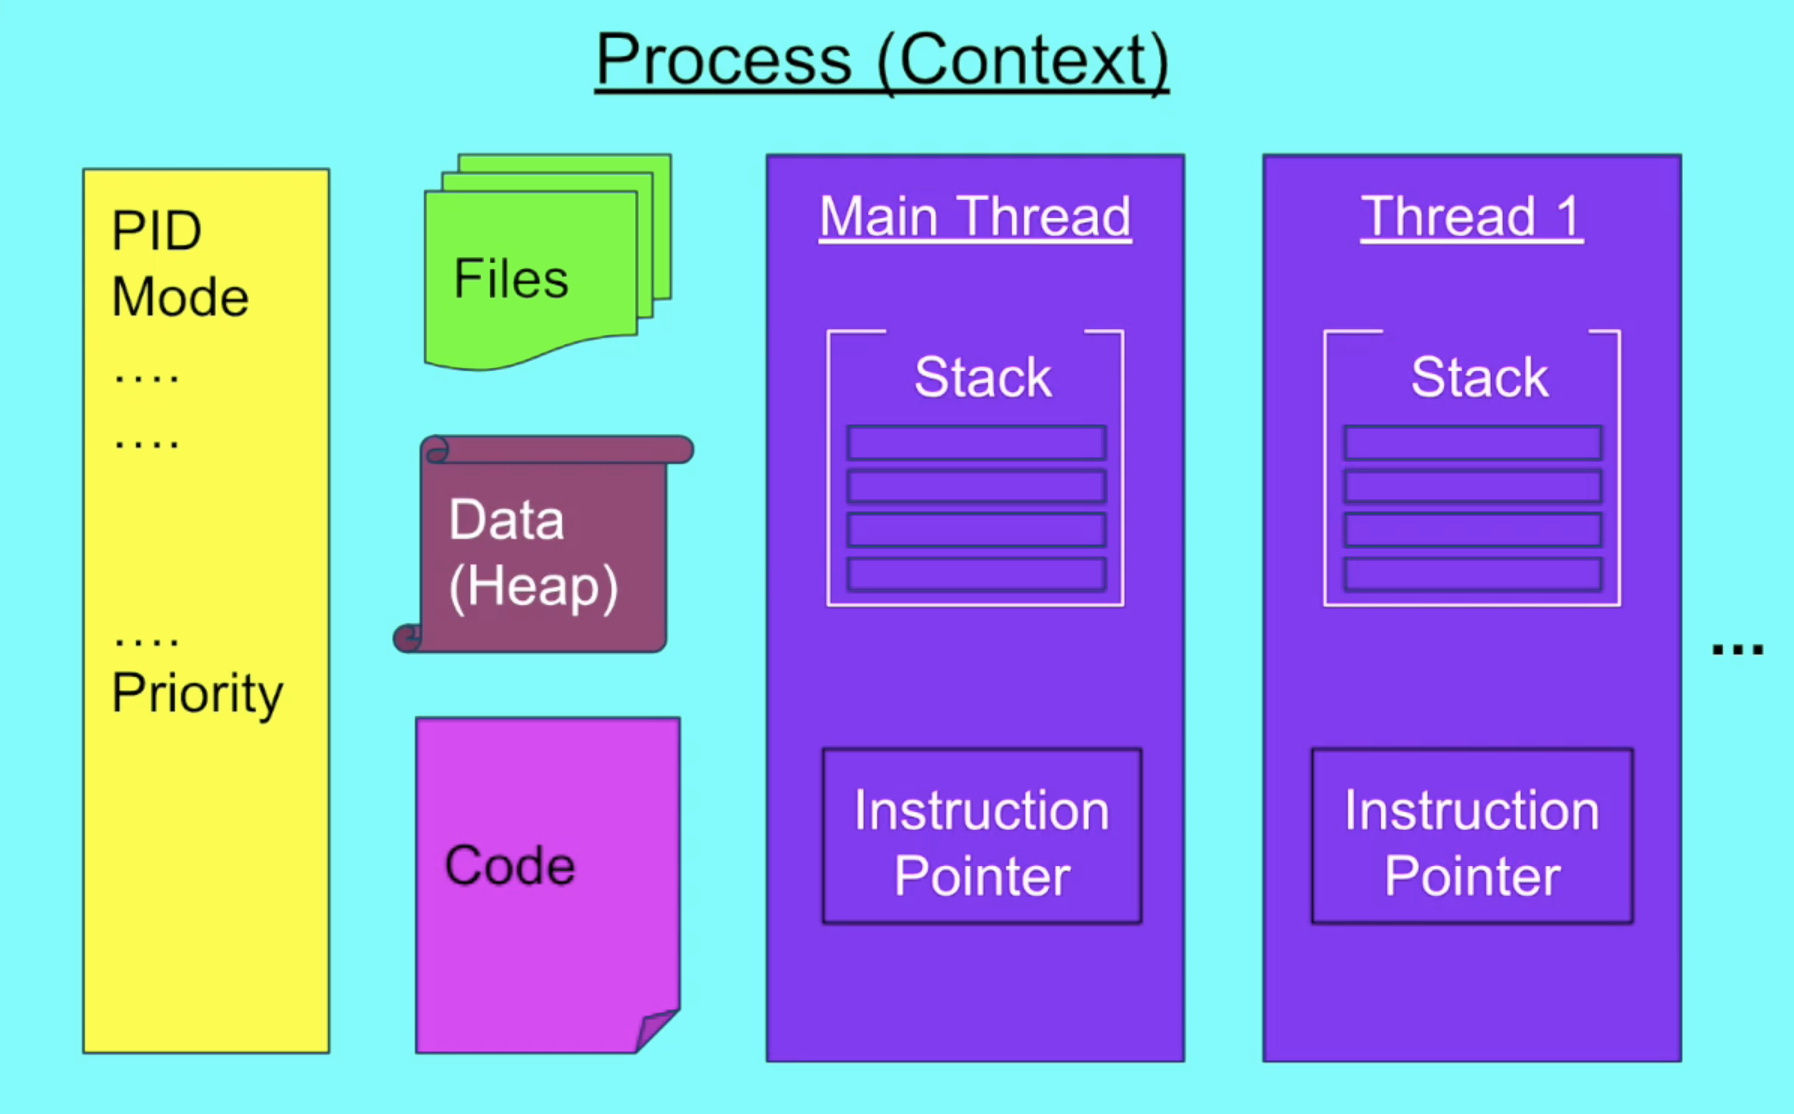 Process (Context)
PID
Mode
....
....
....
Priority
Files
Data
(Heap)
Code
Main Thread
Stack
Instruction
Pointer
Thread 1
Stack
Instruction
Pointer
...